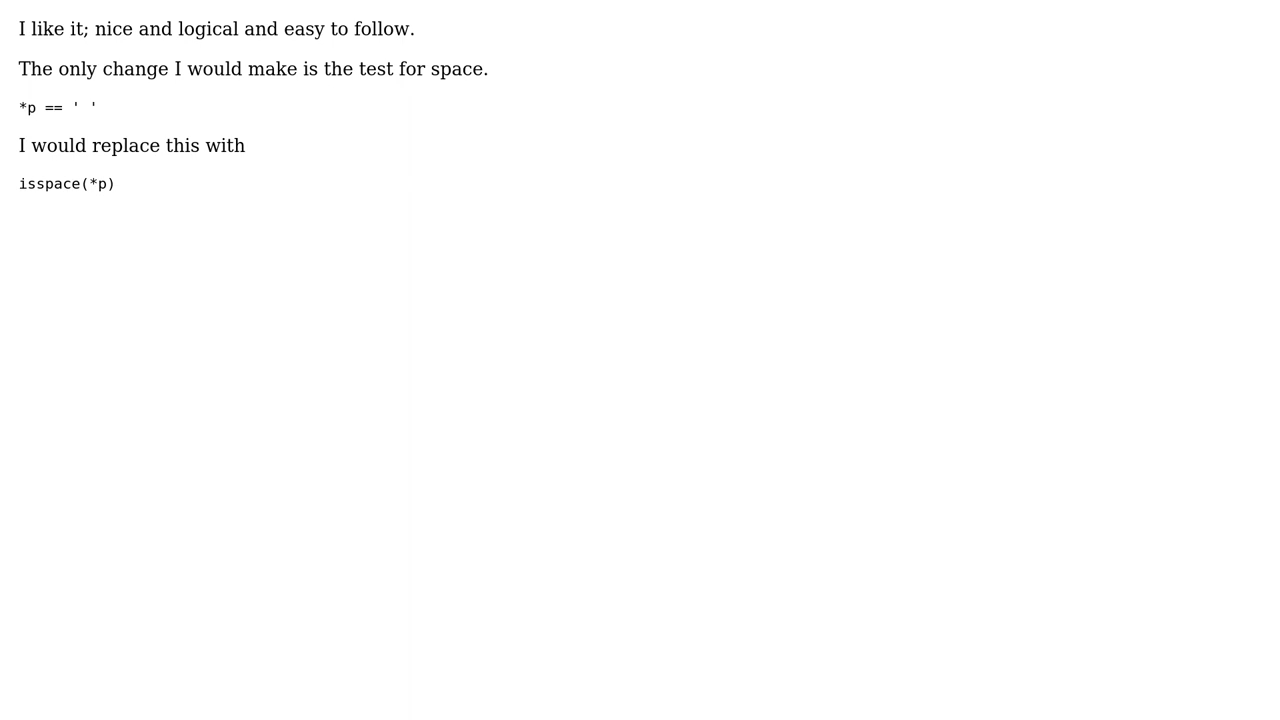 I like it; nice and logical and easy to follow.
The only change I would make is the test for space.
*p == ' '
I would replace this with
isspace(*p)